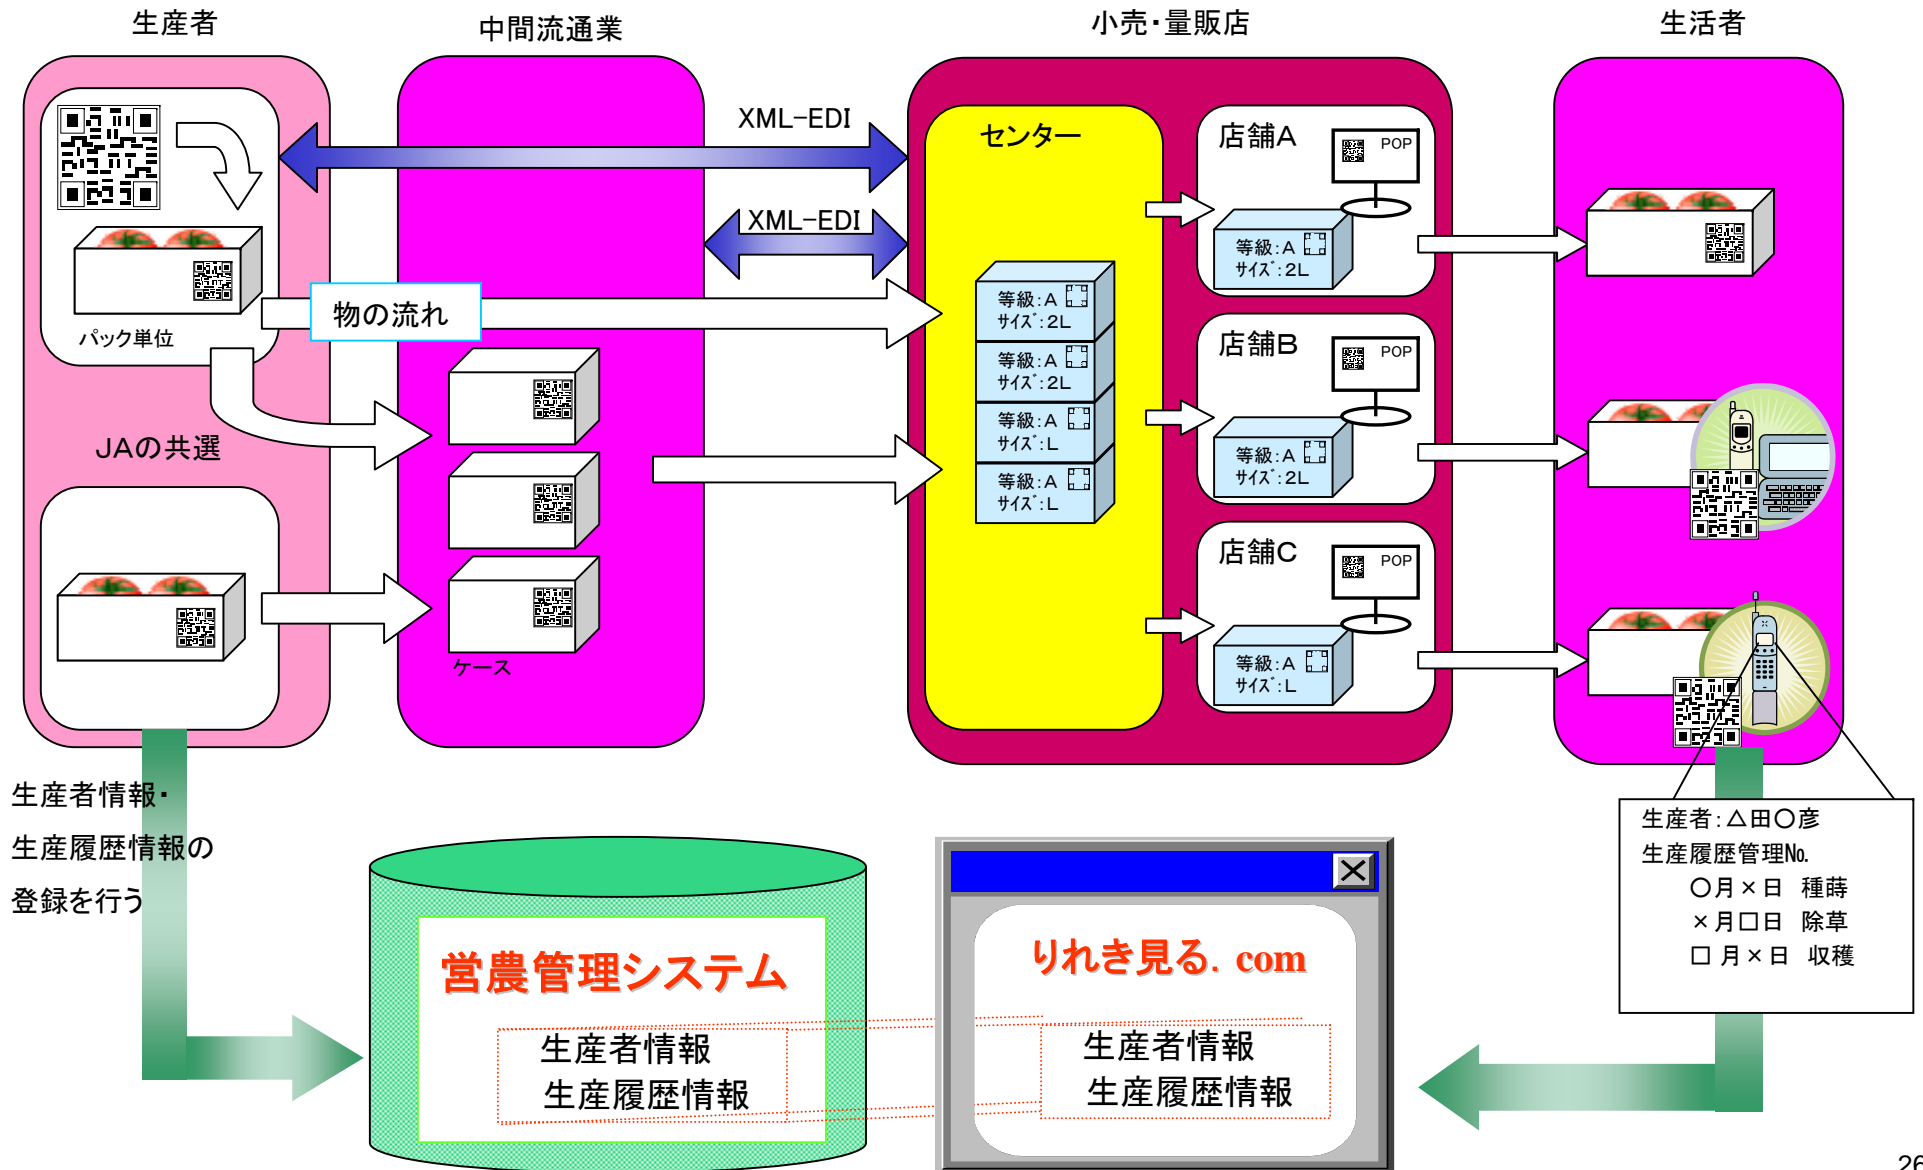 生産者
中間流通業
小売・量販店
生活者
XML-EDI
XML-EDI
センター
店舗A
POP
等級:A
サイズ:2L
物の流れ
パック単位
等級:A
サイズ:2L
等級:A
サイズ:2L
等級:A
サイズ:L
等級:A
サイズ:L
店舗B
POP
等級:A
サイズ:2L
JAの共選
店舗C
POP
等級:A
サイズ:L
ケース
生産者情報・
生産履歴情報の
登録を行う
生産者:△田○彦
生産履歴管理№
○月×日 種蒔
×月□日 除草
□月×日 収穫
営農管理システム
生産者情報
生産履歴情報
りれき見る．com
生産者情報
生産履歴情報
26